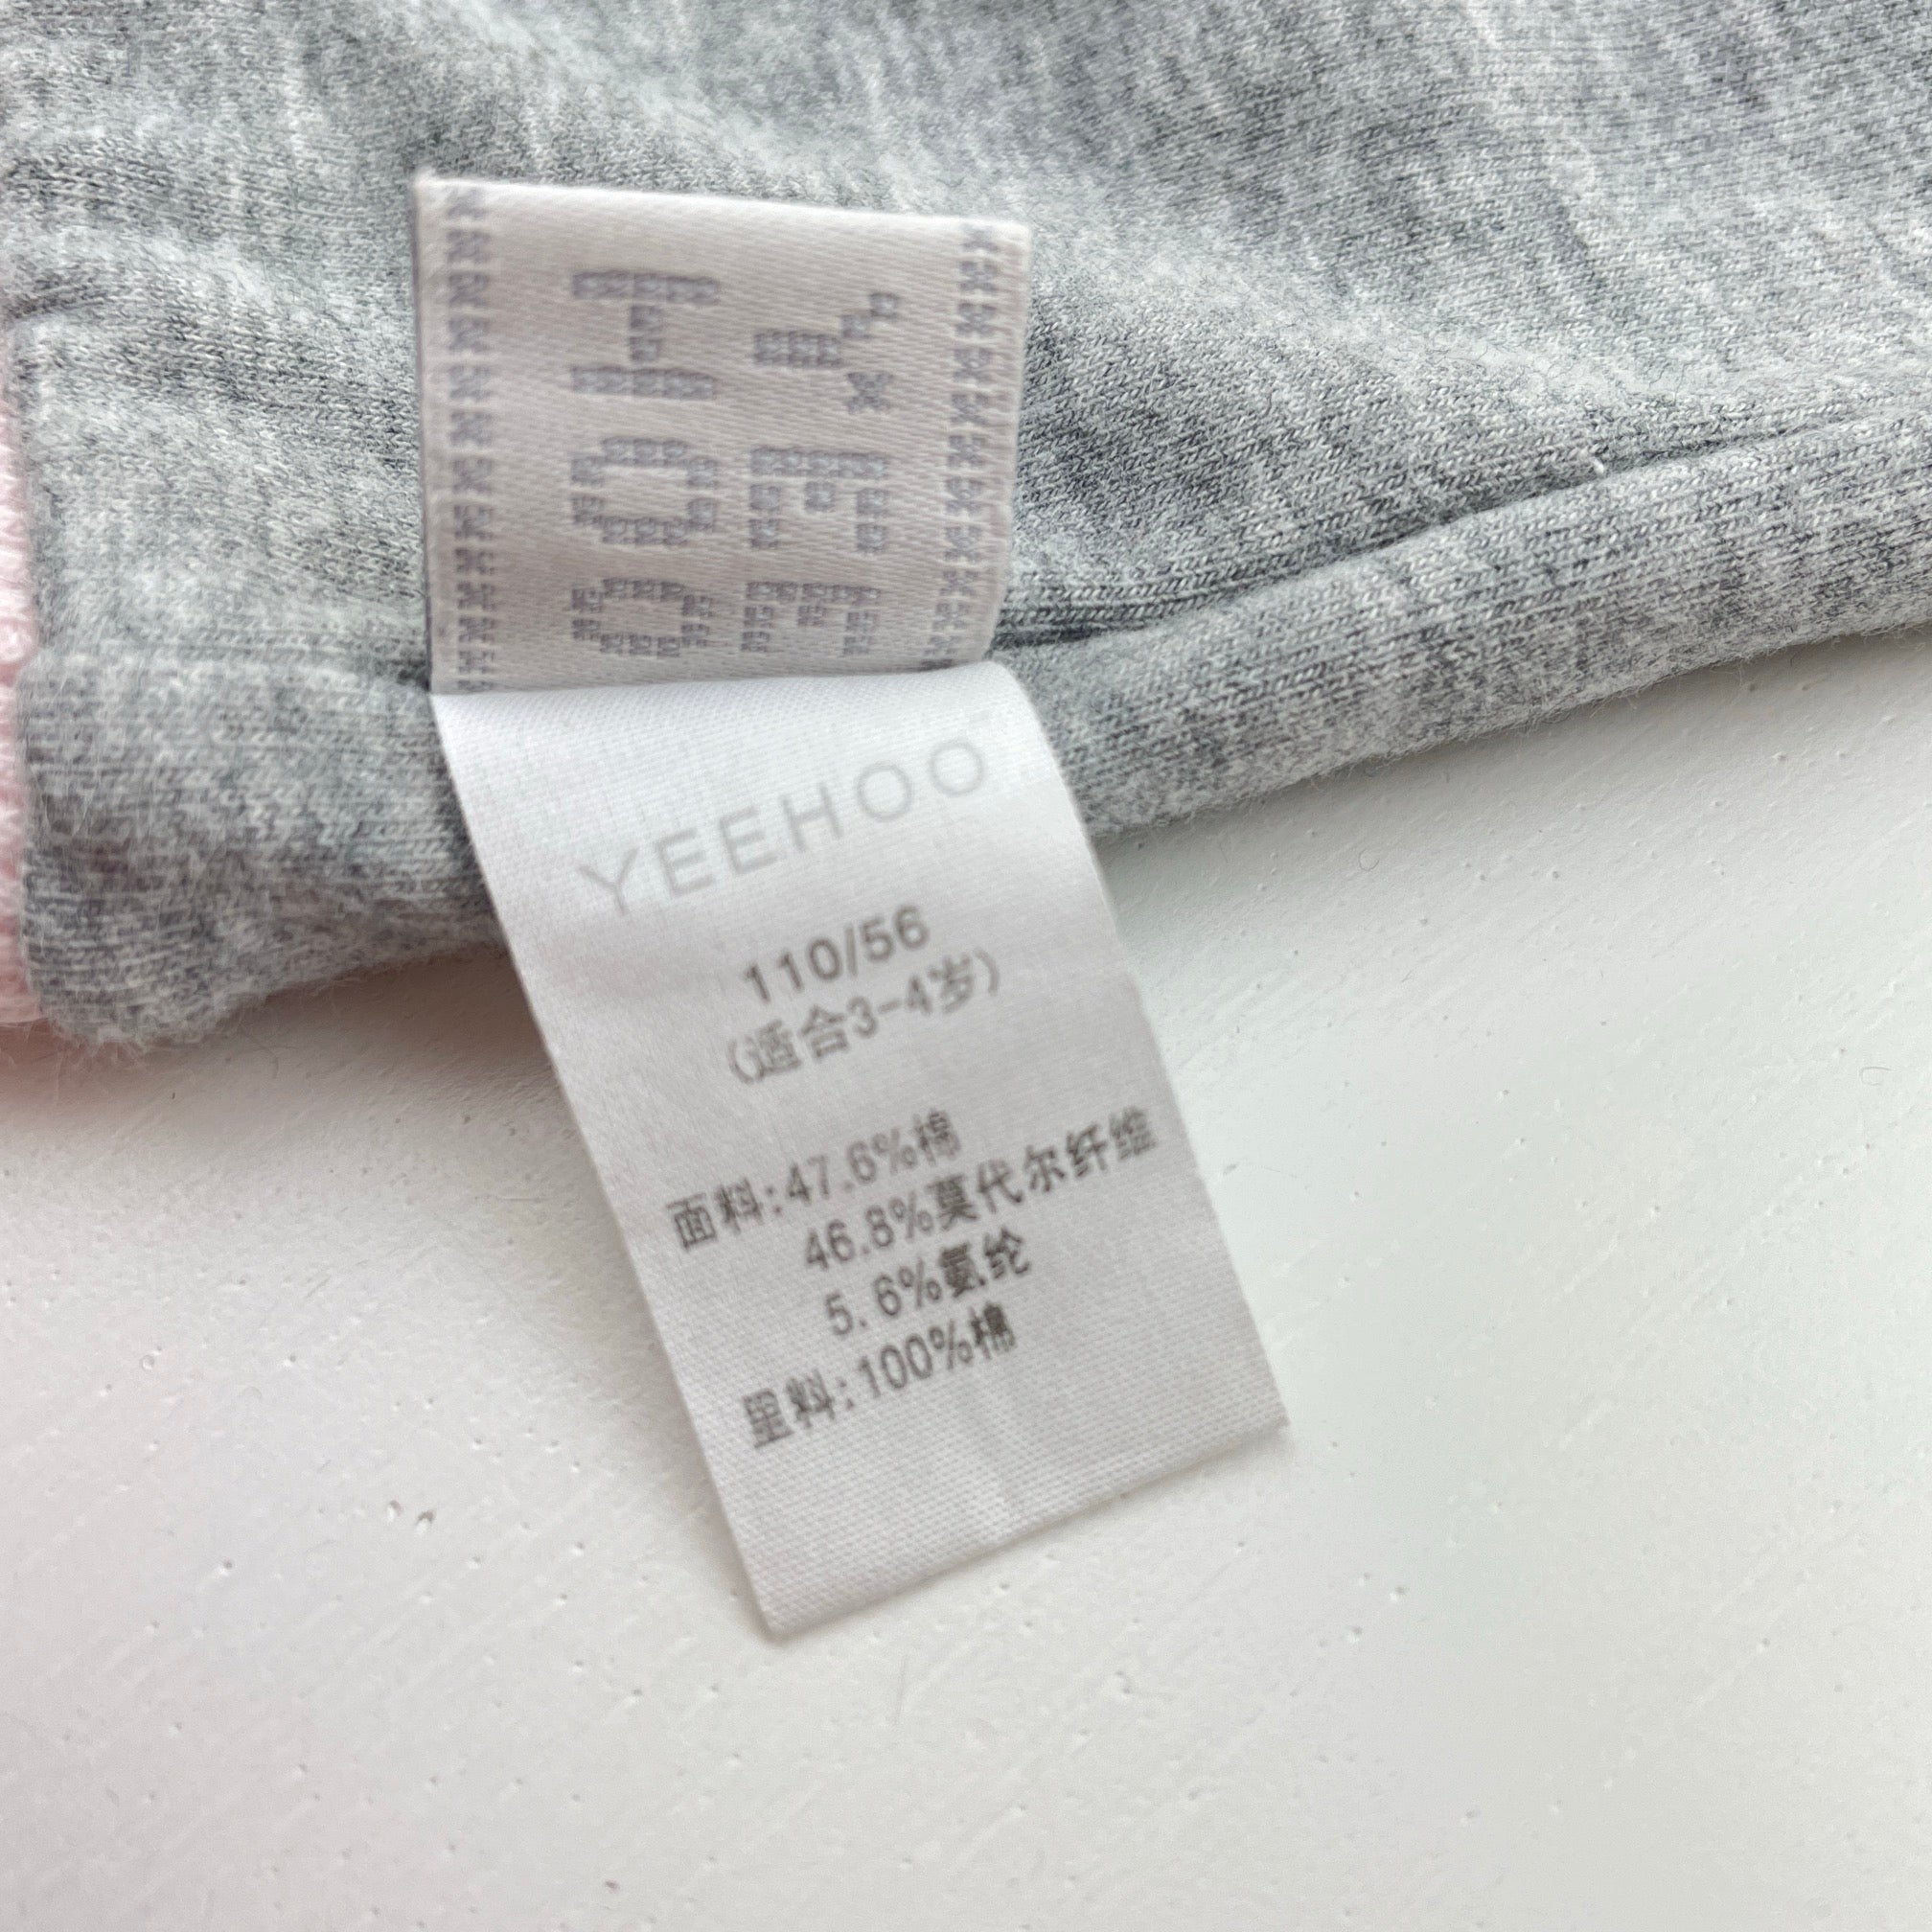 YEEHOO
110/56
(适合3-4岁)
面料:47.6%棉
46.8%莫代尔纤维
5.6%氨纶
里料:100%棉